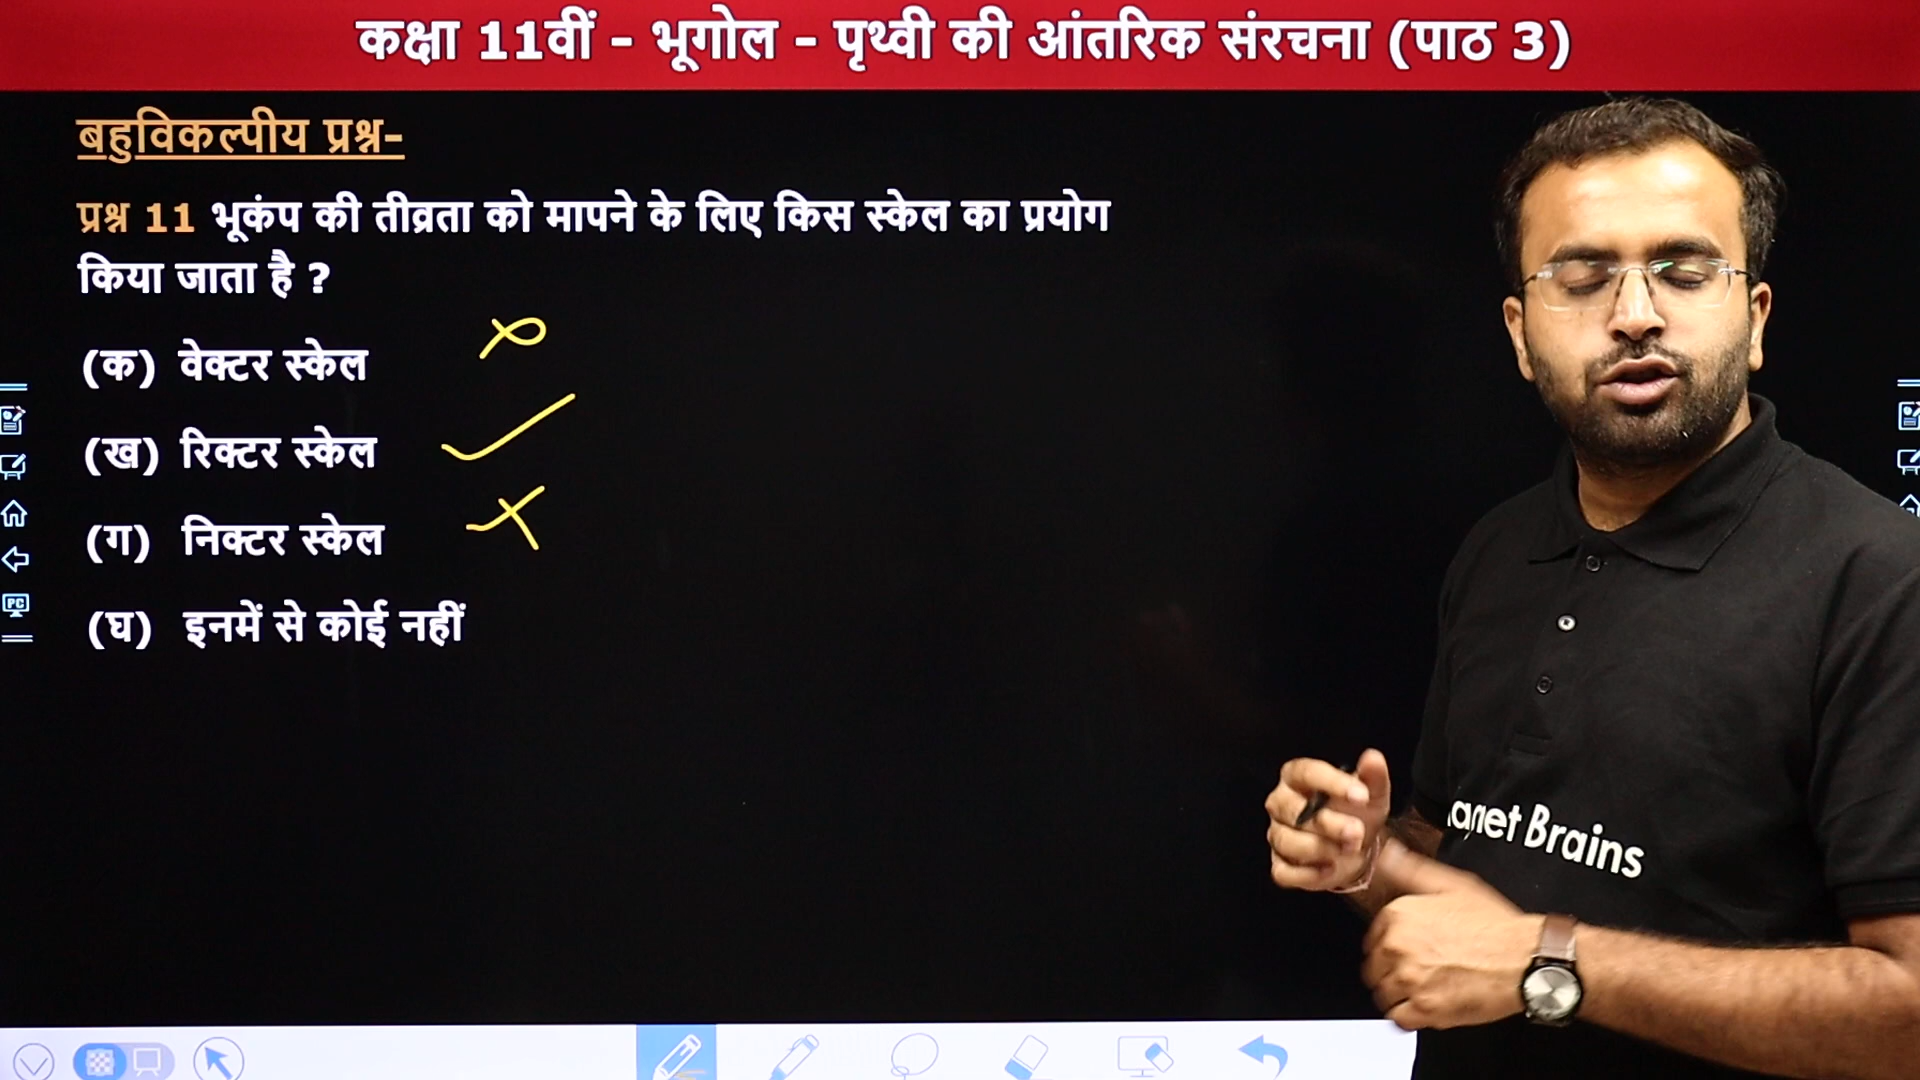 कक्षा 11वीं - भूगोल - पृथ्वी की आंतरिक संरचना (पाठ 3)
बहुविकल्पीय प्रश्न-
प्रश्न 11 भूकंप की तीव्रता को मापने के लिए किस स्केल का प्रयोग
किया जाता है ?
(क) वेक्टर स्केल
(ख) रिक्टर स्केल
(ग) निक्टर स्केल
(घ) इनमें से कोई नहीं
PC
anet Brains